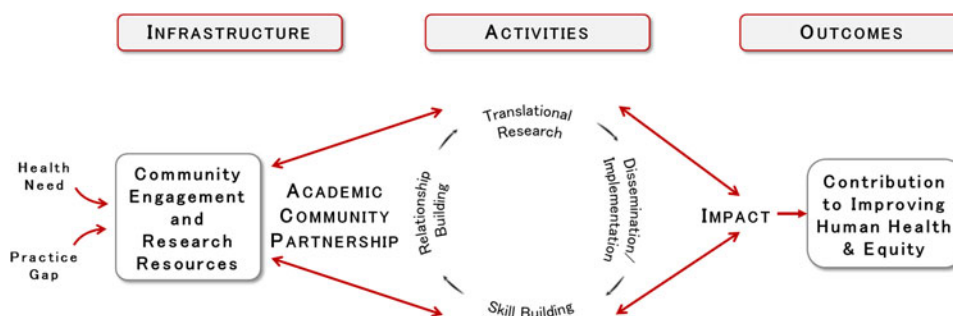 INFRASTRUCTURE
ACTIVITIES
OUTCOMES
Health
Need
Practice
Gap
Community
Engagement
and
Research
Resources
ACADEMIC
COMMUNITY
PARTNERSHIP
Translational
Research
Relationship
Building
Dissemination/
Implementation
Skill Building
IMPACT
Contribution
to Improving
Human Health
& Equity